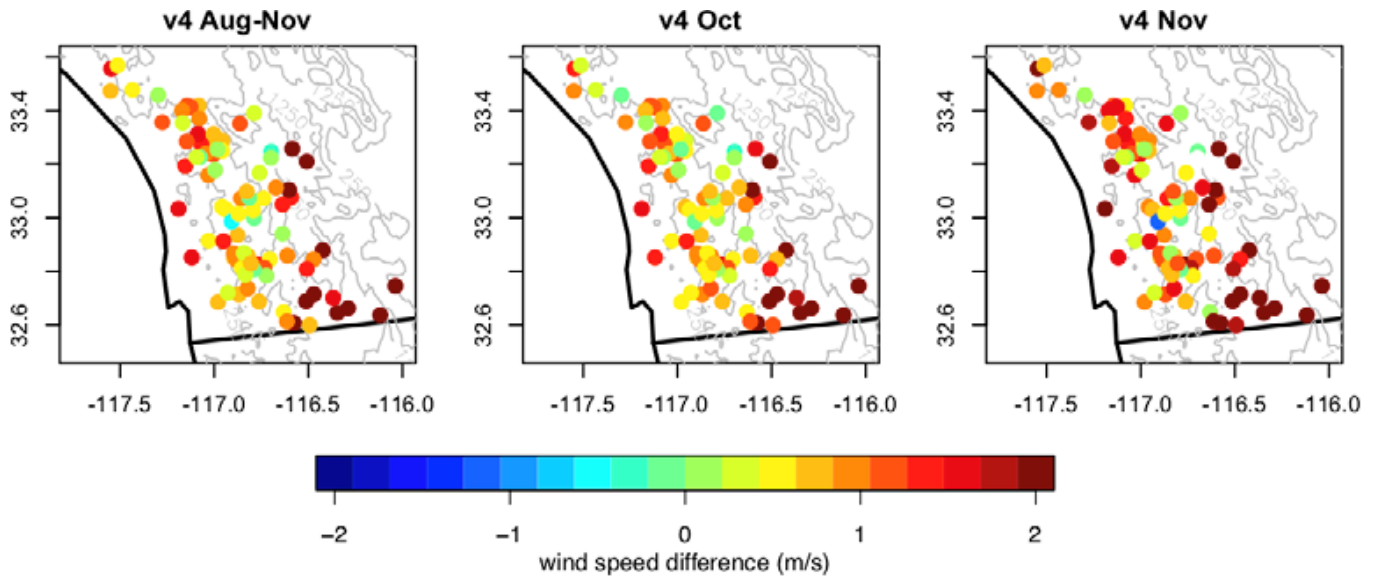 v4 Aug-Nov v4 Oct v4 Nov
33.4 33.4 33.4
33.0 33.0 33.0
32.6 32.6 32.6
-117.5 -117.0 -116.5 -116.0 -117.5 -117.0 -116.5 -116.0 -117.5 -117.0 -116.5 -116.0
−2 −1 0 1 2
wind speed difference (m/s)